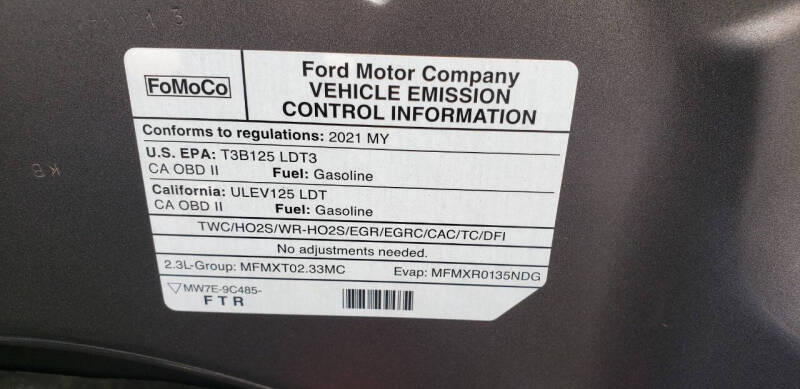 FoMoCo
Ford Motor Company
VEHICLE EMISSION
CONTROL INFORMATION
Conforms to regulations: 2021 MY
U.S. EPA: T3B125 LDT3
CA OBD II Fuel: Gasoline
California: ULEV125 LDT
CA OBD II Fuel: Gasoline
TWC/HO2S/WR-HO2S/EGR/EGRC/CAC/TC/DFI
No adjustments needed.
2.3L-Group: MFMXT02.33MC Evap: MFMXR0135NDG
MW7E-9C485-
FTR